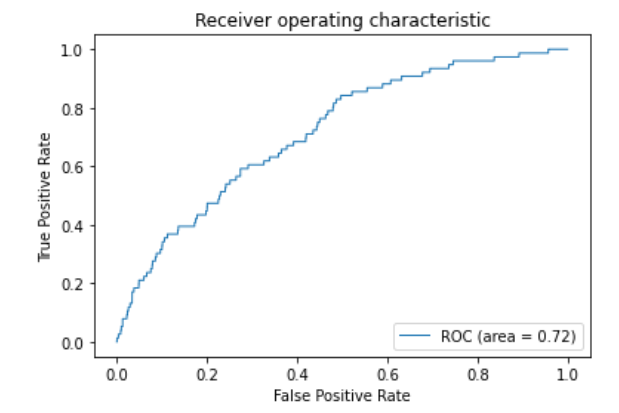 Receiver operating characteristic
1.0
0.8
0.6
0.4
0.2
0.0
True Positive Rate
ROC (area = 0.72)
0.0 0.2 0.4 0.6 0.8 1.0
False Positive Rate